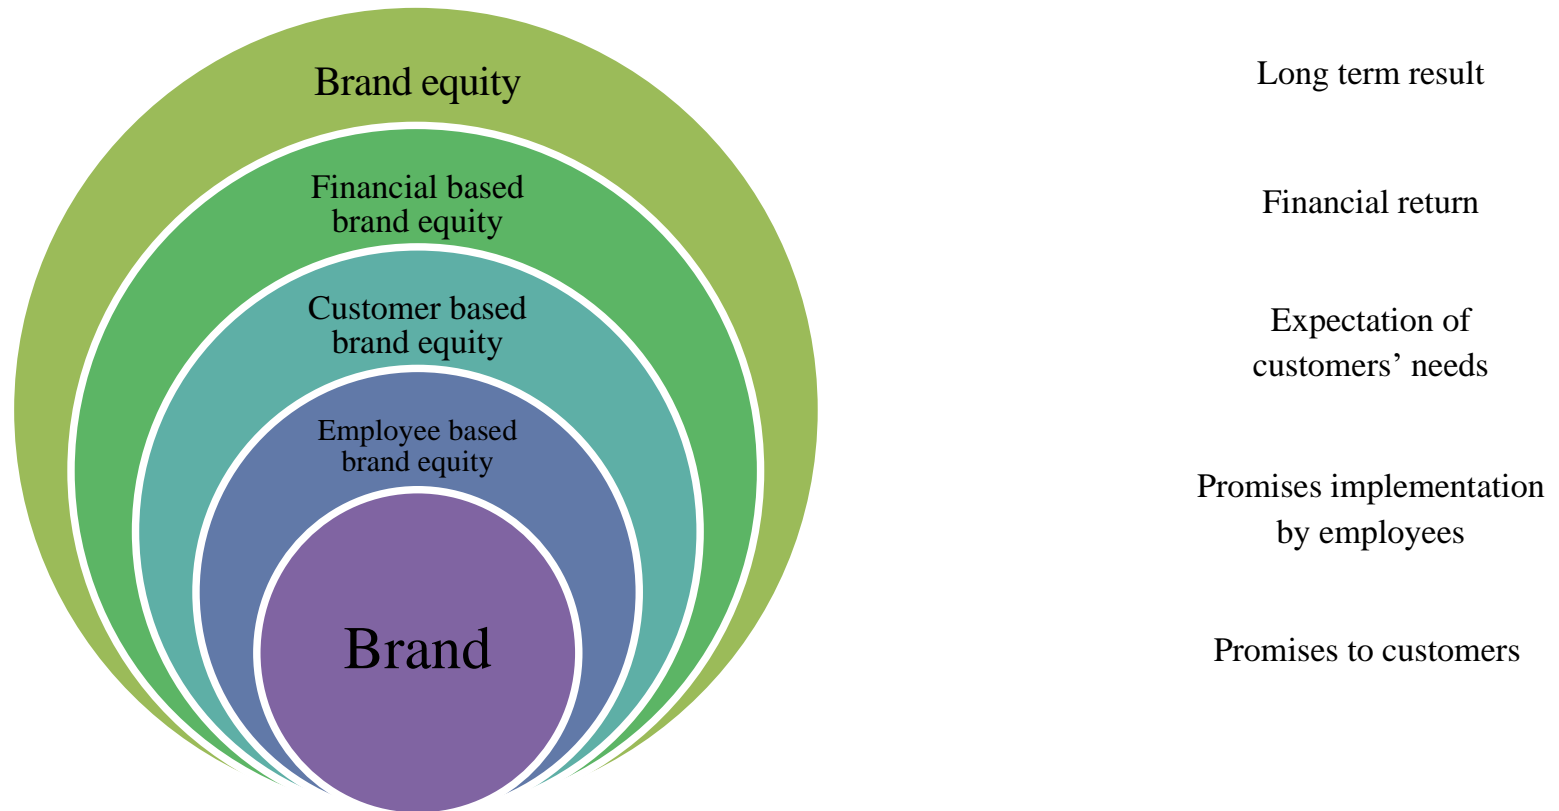 Brand equity
Long term result
Financial based
brand equity
Financial return
Customer based
brand equity
Expectation of
customers’ needs
Employee based
brand equity
Promises implementation
by employees
Brand
Promises to customers